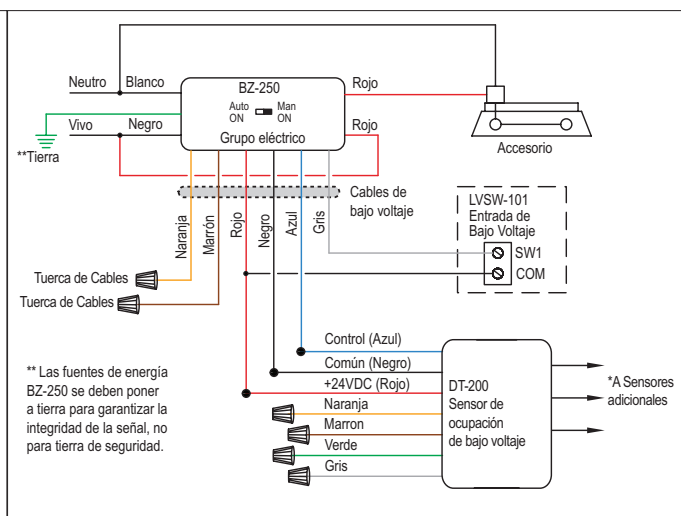 Neutro
Blanco
BZ-250
Auto ON
Man ON
Grupo eléctrico
Rojo
Rojo
Vivo
Negro
**Tierra
Accesorio
Cables de
bajo voltaje
Naranja
Marrón
Rojo
Negro
Azul
Gris
LVSW-101
Entrada de
Bajo Voltaje
SW1
COM
Tuerca de Cables
Tuerca de Cables
** Las fuentes de energía
BZ-250 se deben poner
a tierra para garantizar la
integridad de la señal, no
para tierra de seguridad.
Control (Azul)
Común (Negro)
+24VDC (Rojo)
Naranja
Marron
Verde
Gris
DT-200
Sensor de
ocupación
de bajo voltaje
*A Sensores
adicionales